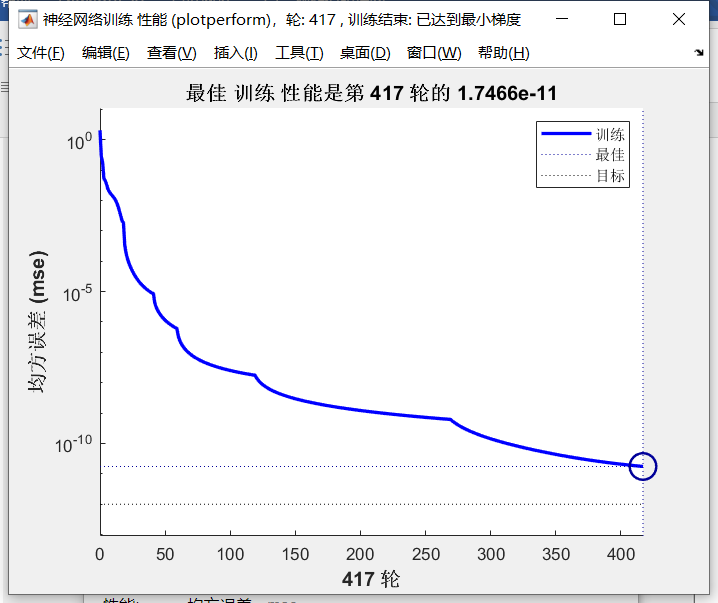 神经网络训练 性能 (plotperform)，轮: 417 , 训练结束: 已达到最小梯度
文件(F) 编辑(E) 查看(V) 插入(I) 工具(T) 桌面(D) 窗口(W) 帮助(H)
最佳 训练 性能是第 417 轮的 1.7466e-11
训练
最佳
目标
均方误差 (mse)
10^0
10^-5
10^-10
0 50 100 150 200 250 300 350 400
417 轮